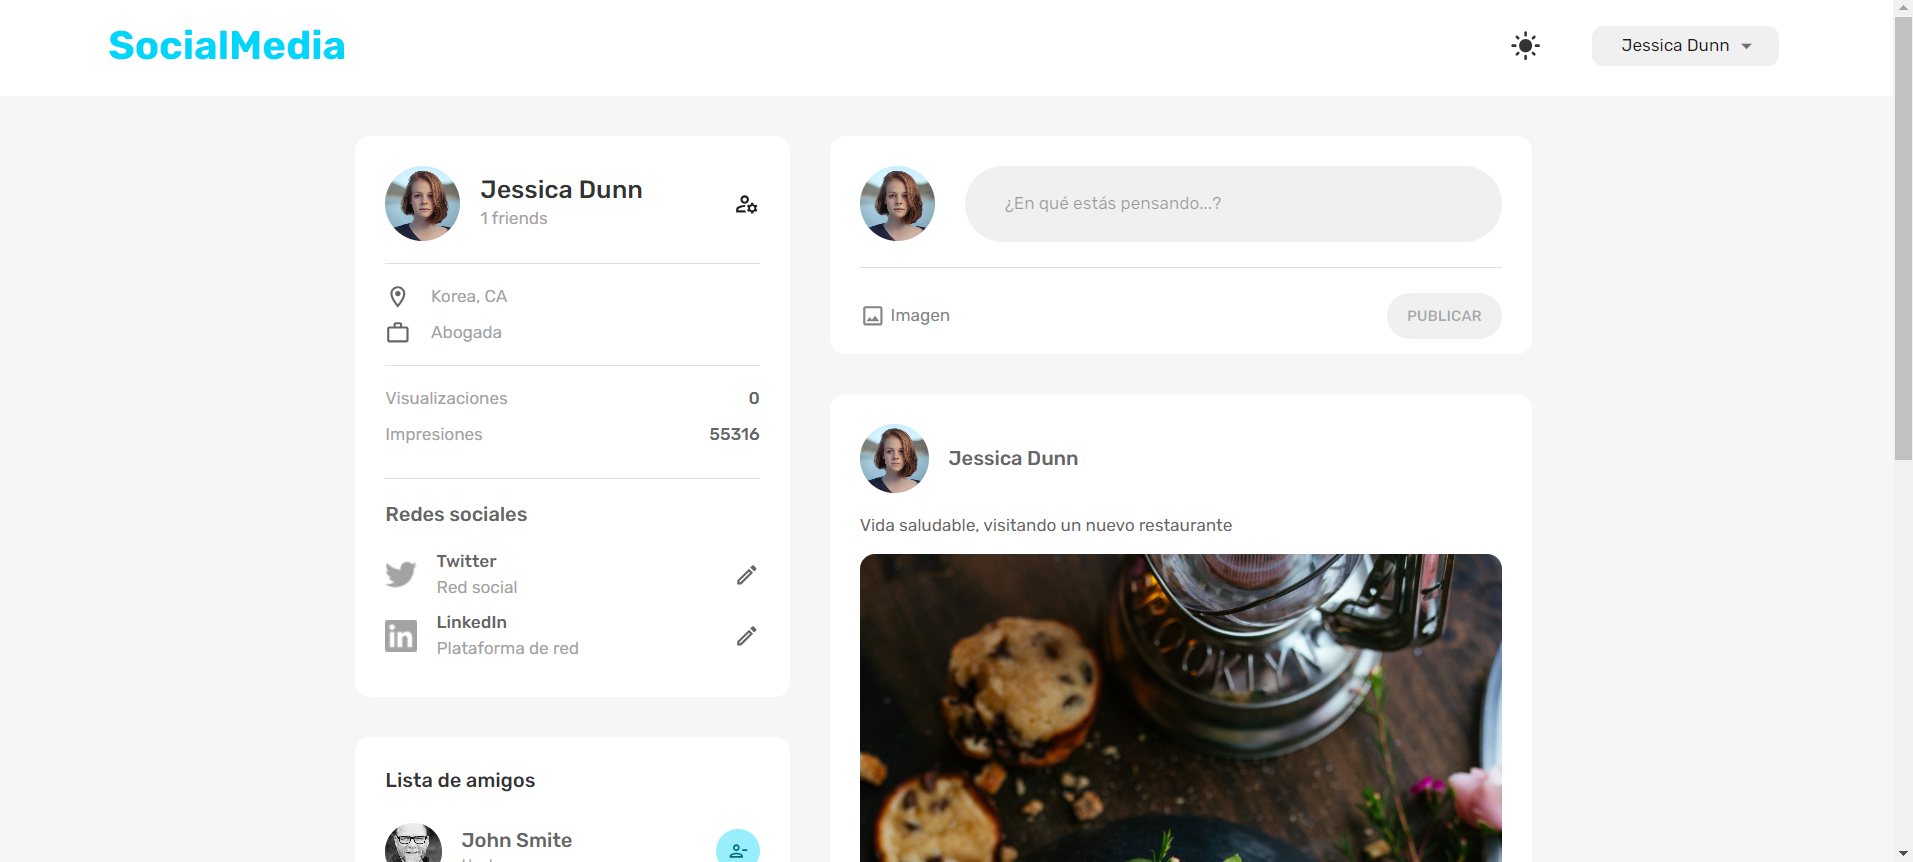 SocialMedia
Jessica Dunn
Jessica Dunn
1 friends
Korea, CA
Abogada
Visualizaciones 0
Impresiones 55316
Redes sociales
Twitter
Red social
LinkedIn
Plataforma de red
Lista de amigos
John Smite
¿En qué estás pensando...?
Imagen
PUBLICAR
Jessica Dunn
Vida saludable, visitando un nuevo restaurante
OOKLYN